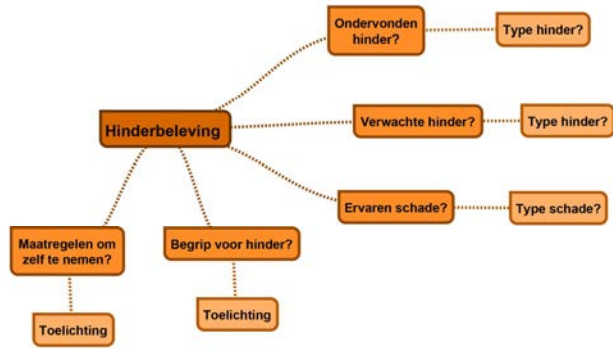 Ondervonden
hinder?
Type hinder?
Hinderbeleving
Verwachte hinder?
Type hinder?
Ervaren schade?
Type schade?
Maatregelen om
zelf te nemen?
Begrip voor hinder?
Toelichting
Toelichting